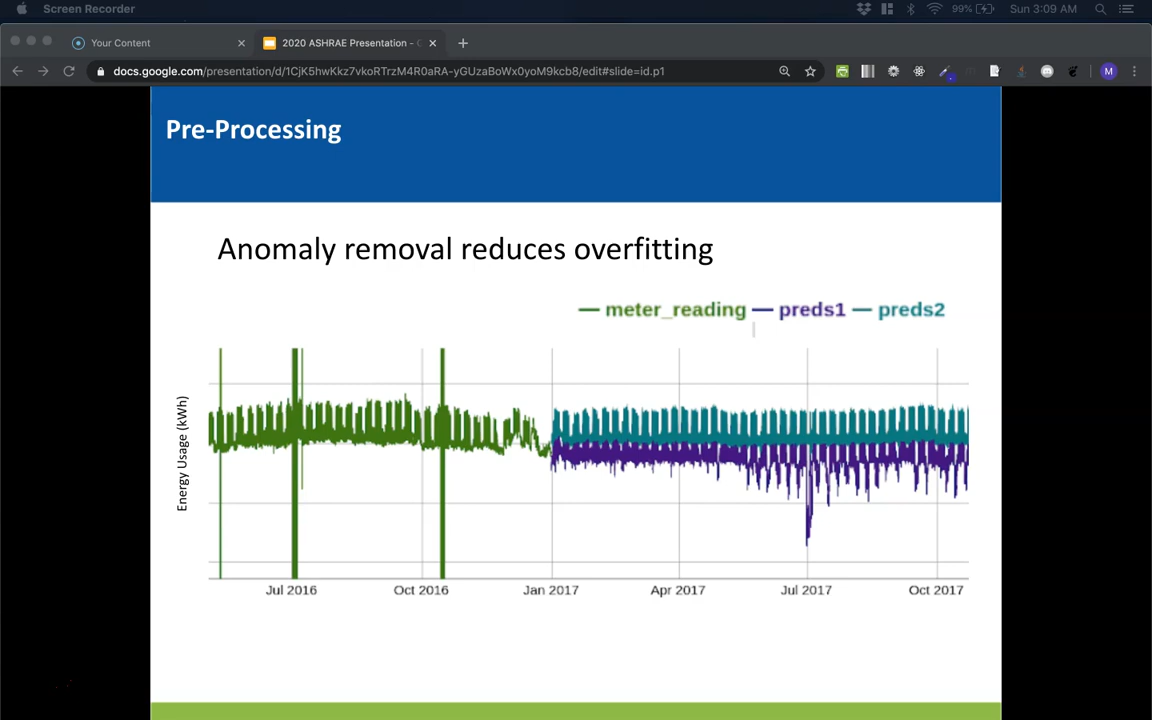 Screen Recorder
99%
Sun 3:09 AM
Your Content
2020 ASHRAE Presentation -
docs.google.com/presentation/d/1CjK5hwKkz7vkoRTrzM4R0aRA-yGUzaBoWx0yoM9kcb8/edit#slide=id.p1
M
Pre-Processing
Anomaly removal reduces overfitting
meter_reading preds1 preds2
Energy Usage (kWh)
Jul 2016 Oct 2016 Jan 2017 Apr 2017 Jul 2017 Oct 2017